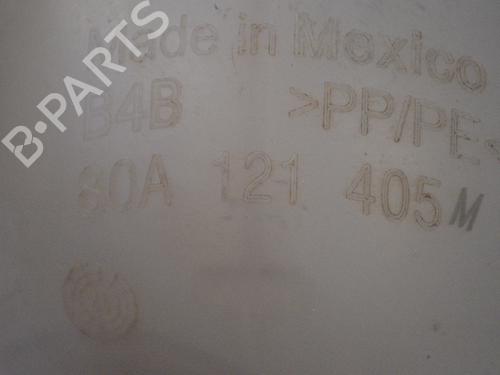 Made in Mexico
B4B >PP/PE<
80A 121 405 M
B-PARTS